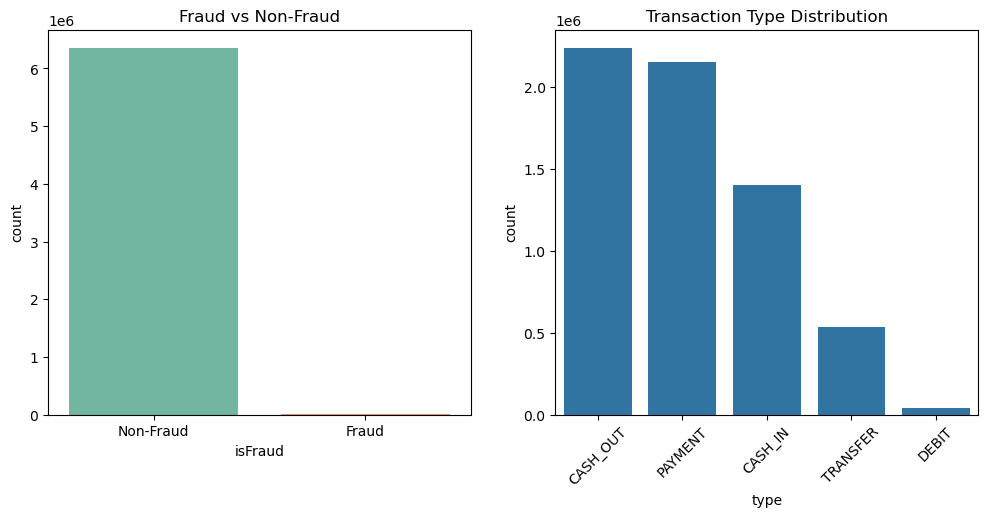 Fraud vs Non-Fraud
1e6
6
5
4
3
2
1
0
count
Non-Fraud
Fraud
isFraud
Transaction Type Distribution
1e6
2.0
1.5
1.0
0.5
0.0
count
CASH_OUT
PAYMENT
CASH_IN
TRANSFER
DEBIT
type